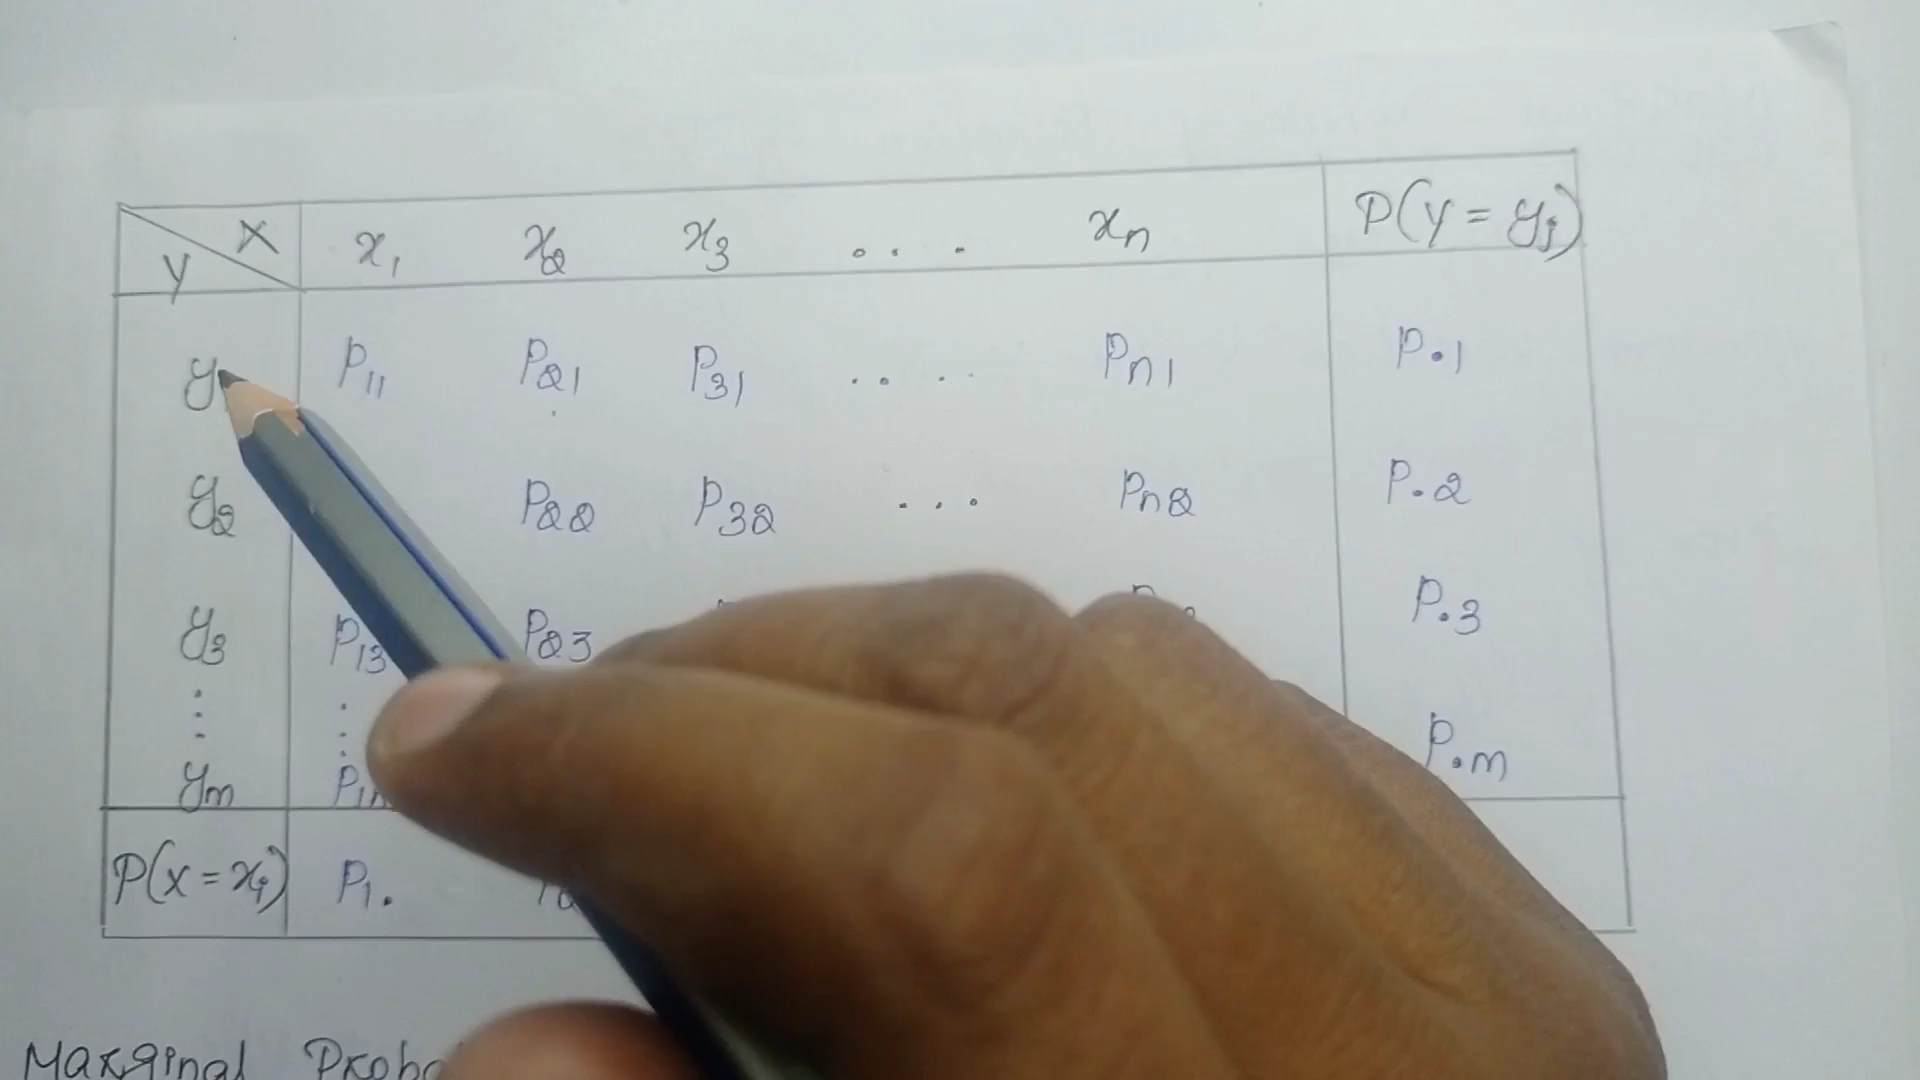 X x₁ x₂ x₃ .... xₙ P(Y = yⱼ)
Y
y P₁₁ P₂₁ P₃₁ .... Pₙ₁ P.₁
y₂ P₂₂ P₃₂ ... Pₙ₂ P.₂
y₃ P₁₃ P₂₃ P.₃
⋮ ⋮
yₘ P.ₘ
P(X = xᵢ) P₁.
Marginal